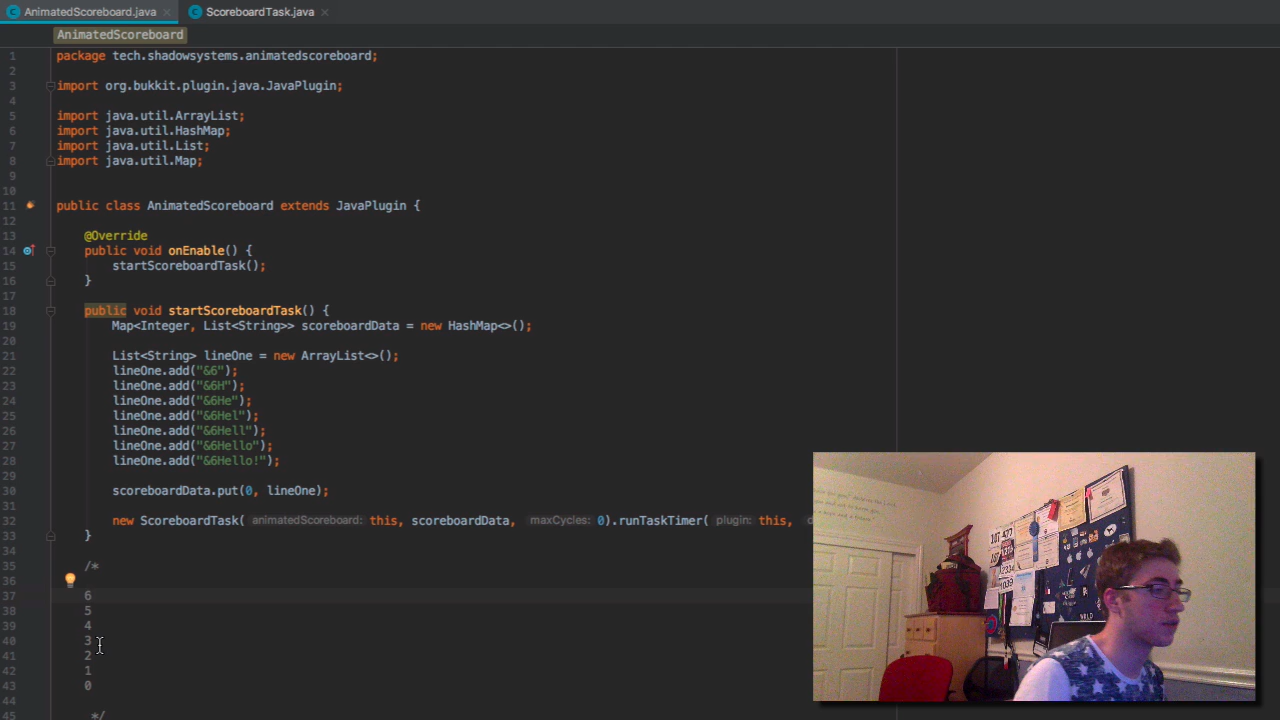 AnimatedScoreboard.java
ScoreboardTask.java
AnimatedScoreboard
1 package tech.shadowsystems.animatedscoreboard;
2
3 import org.bukkit.plugin.java.JavaPlugin;
4
5 import java.util.ArrayList;
6 import java.util.HashMap;
7 import java.util.List;
8 import java.util.Map;
9
10
11 public class AnimatedScoreboard extends JavaPlugin {
12
13 @Override
14 public void onEnable() {
15 startScoreboardTask();
16 }
17
18 public void startScoreboardTask() {
19 Map<Integer, List<String>> scoreboardData = new HashMap<>();
20
21 List<String> lineOne = new ArrayList<>();
22 lineOne.add("&6");
23 lineOne.add("&6H");
24 lineOne.add("&6He");
25 lineOne.add("&6Hel");
26 lineOne.add("&6Hell");
27 lineOne.add("&6Hello");
28 lineOne.add("&6Hello!");
29
30 scoreboardData.put(0, lineOne);
31
32 new ScoreboardTask( animatedScoreboard: this, scoreboardData, maxCycles: 0).runTaskTimer( plugin: this,
33 }
34
35 /*
36
37 6
38 5
39 4
40 3
41 2
42 1
43 0
44
45 */